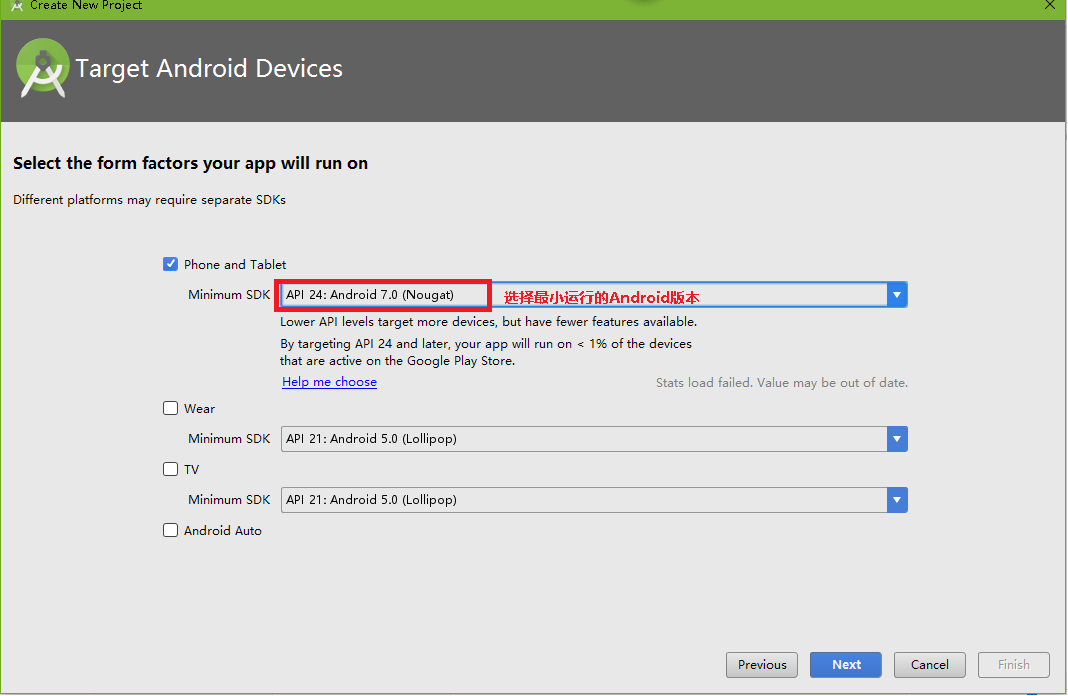 Create New Project
Target Android Devices
Select the form factors your app will run on
Different platforms may require separate SDKs
Phone and Tablet
Minimum SDK API 24: Android 7.0 (Nougat) 选择最小运行的Android版本
Lower API levels target more devices, but have fewer features available.
By targeting API 24 and later, your app will run on < 1% of the devices
that are active on the Google Play Store.
Help me choose Stats load failed. Value may be out of date.
Wear
Minimum SDK API 21: Android 5.0 (Lollipop)
TV
Minimum SDK API 21: Android 5.0 (Lollipop)
Android Auto
Previous Next Cancel Finish